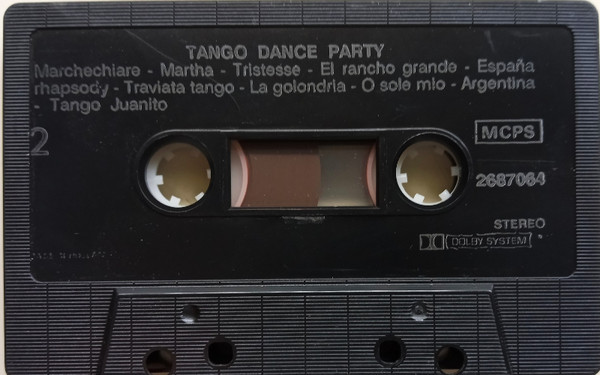 TANGO DANCE PARTY
Marchechiare - Martha - Tristesse - El rancho grande - España
rhapsody - Traviata tango - La golondria - O sole mio - Argentina
- Tango Juanito
2
MCPS
2687064
STEREO
DOLBY SYSTEM